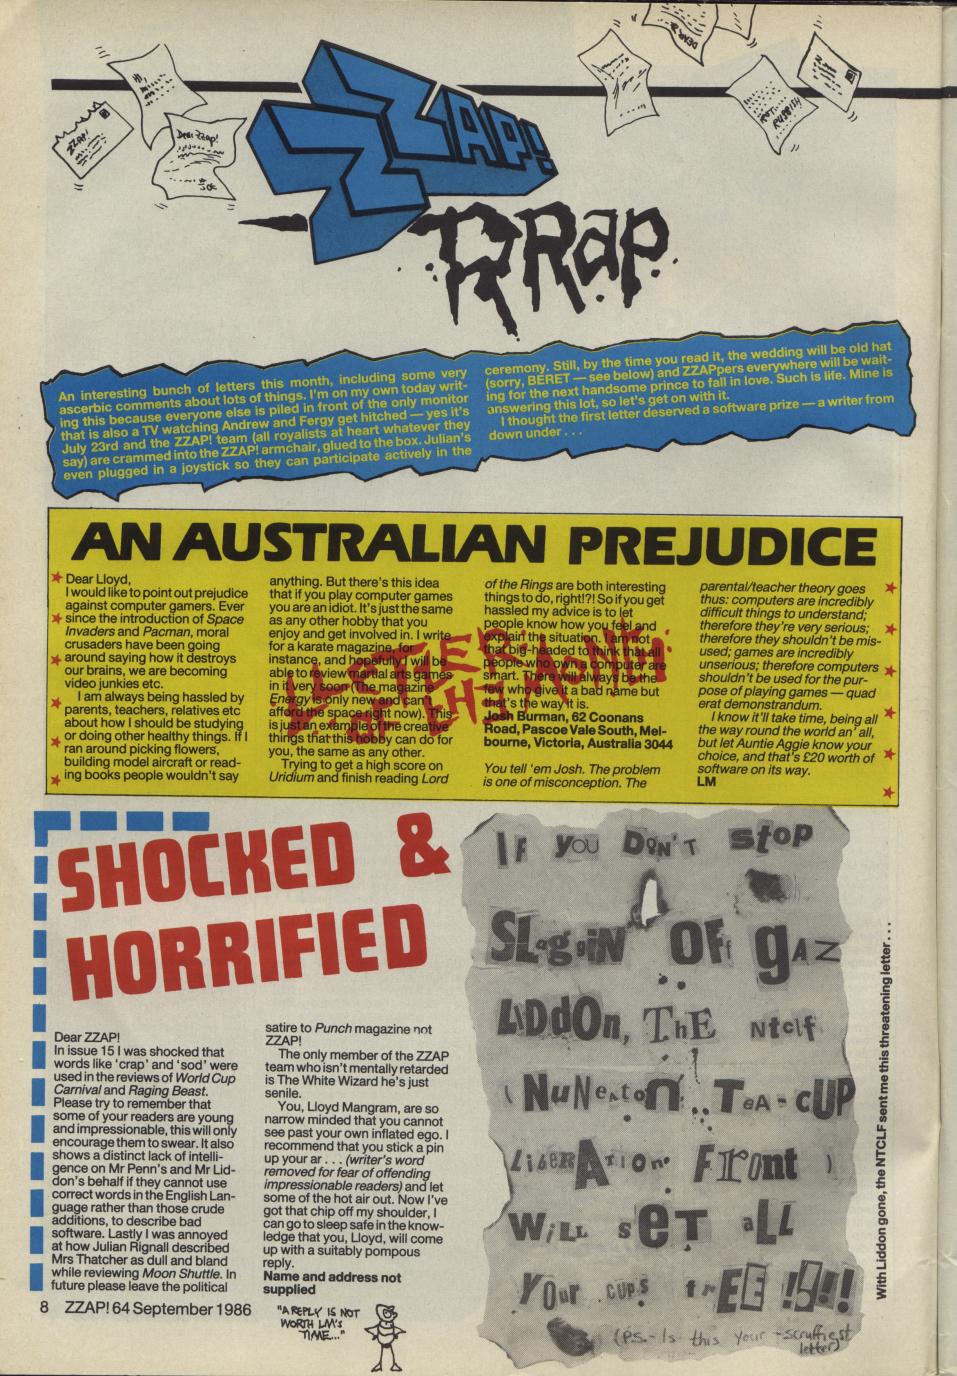 ZZAP!
Dear Zzap!
ROT..
RUBBISH
ZZAP!
RRap
An interesting bunch of letters this month, including some very
ascerbic comments about lots of things. I'm on my own today writ-
ing this because everyone else is piled in front of the only monitor
that is also a TV watching Andrew and Fergy get hitched — yes it's
July 23rd and the ZZAP! team (all royalists at heart whatever they
say) are crammed into the ZZAP! armchair, glued to the box. Julian's
even plugged in a joystick so they can participate actively in the
ceremony. Still, by the time you read it, the wedding will be old hat
(sorry, BERET — see below) and ZZAPpers everywhere will be wait-
ing for the next handsome prince to fall in love. Such is life. Mine is
answering this lot, so let's get on with it.
I thought the first letter deserved a software prize — a writer from
down under . . .
AN AUSTRALIAN PREJUDICE
Dear Lloyd,
I would like to point out prejudice
against computer gamers. Ever
since the introduction of Space
Invaders and Pacman, moral
crusaders have been going
around saying how it destroys
our brains, we are becoming
video junkies etc.
I am always being hassled by
parents, teachers, relatives etc
about how I should be studying
or doing other healthy things. If I
ran around picking flowers,
building model aircraft or read-
ing books people wouldn't say
anything. But there's this idea
that if you play computer games
you are an idiot. It's just the same
as any other hobby that you
enjoy and get involved in. I write
for a karate magazine, for
instance, and hopefully I will be
able to review martial arts games
in it very soon (The magazine
Energy is only new and can't
afford the space right now). This
is just an example of the creative
things that this hobby can do for
you, the same as any other.
Trying to get a high score on
Uridium and finish reading Lord
of the Rings are both interesting
things to do, right!?! So if you get
hassled my advice is to let
people know how you feel and
explain the situation. I am not
that big-headed to think that all
people who own a computer are
smart. There will always be the
few who give it a bad name but
that's the way it is.
Josh Burman, 62 Coonans
Road, Pascoe Vale South, Mel-
bourne, Victoria, Australia 3044
You tell 'em Josh. The problem
is one of misconception. The
parental/teacher theory goes
thus: computers are incredibly
difficult things to understand;
therefore they're very serious;
therefore they shouldn't be mis-
used; games are incredibly
unserious; therefore computers
shouldn't be used for the pur-
pose of playing games — quad
erat demonstrandum.
I know it'll take time, being all
the way round the world an' all,
but let Auntie Aggie know your
choice, and that's £20 worth of
software on its way.
LM
LETTER
OF THE MONTH
SHOCKED &
HORRIFIED
Dear ZZAP!
In issue 15 I was shocked that
words like 'crap' and 'sod' were
used in the reviews of World Cup
Carnival and Raging Beast.
Please try to remember that
some of your readers are young
and impressionable, this will only
encourage them to swear. It also
shows a distinct lack of intelli-
gence on Mr Penn's and Mr Lid-
don's behalf if they cannot use
correct words in the English Lan-
guage rather than those crude
additions, to describe bad
software. Lastly I was annoyed
at how Julian Rignall described
Mrs Thatcher as dull and bland
while reviewing Moon Shuttle. In
future please leave the political
satire to Punch magazine not
ZZAP!
The only member of the ZZAP
team who isn't mentally retarded
is The White Wizard he's just
senile.
You, Lloyd Mangram, are so
narrow minded that you cannot
see past your own inflated ego. I
recommend that you stick a pin
up your ar . . . (writer's word
removed for fear of offending
impressionable readers) and let
some of the hot air out. Now I've
got that chip off my shoulder, I
can go to sleep safe in the know-
ledge that you, Lloyd, will come
up with a suitably pompous
reply.
Name and address not
supplied
"A REPLY IS NOT
WORTH LM'S
TIME..."
IF YOU DON'T stop
SLaggiN OFf gAZ
LiDdOn, ThE Ntclf
(NuNeaton TeA-CUP
LibERATIOn FRont)
WiLL sET aLL
YOur cups frEE !!!!!
(P.S.- Is this your -scruffiest
letter)
With Liddon gone, the NTCLF sent me this threatening letter . . .
8 ZZAP! 64 September 1986